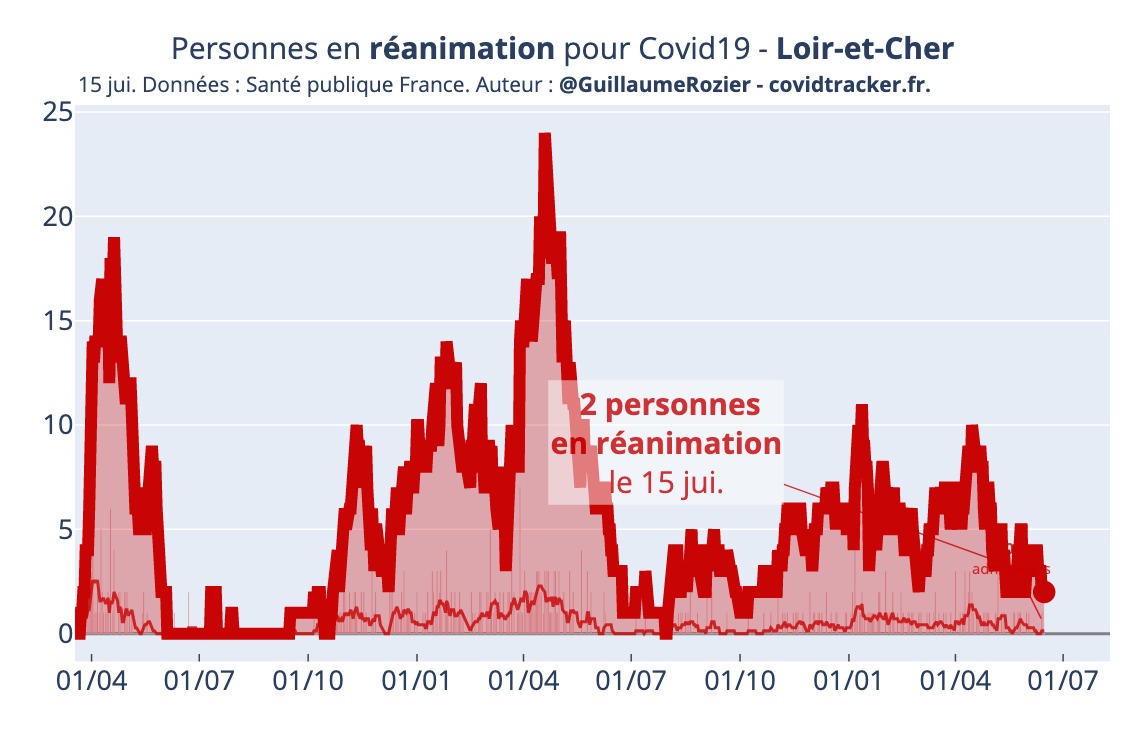 Personnes en réanimation pour Covid19 - Loir-et-Cher
15 jui. Données : Santé publique France. Auteur : @GuillaumeRozier - covidtracker.fr.
25
20
15
10
5
0
2 personnes
en réanimation
le 15 jui.
01/04 01/07 01/10 01/01 01/04 01/07 01/10 01/01 01/04 01/07